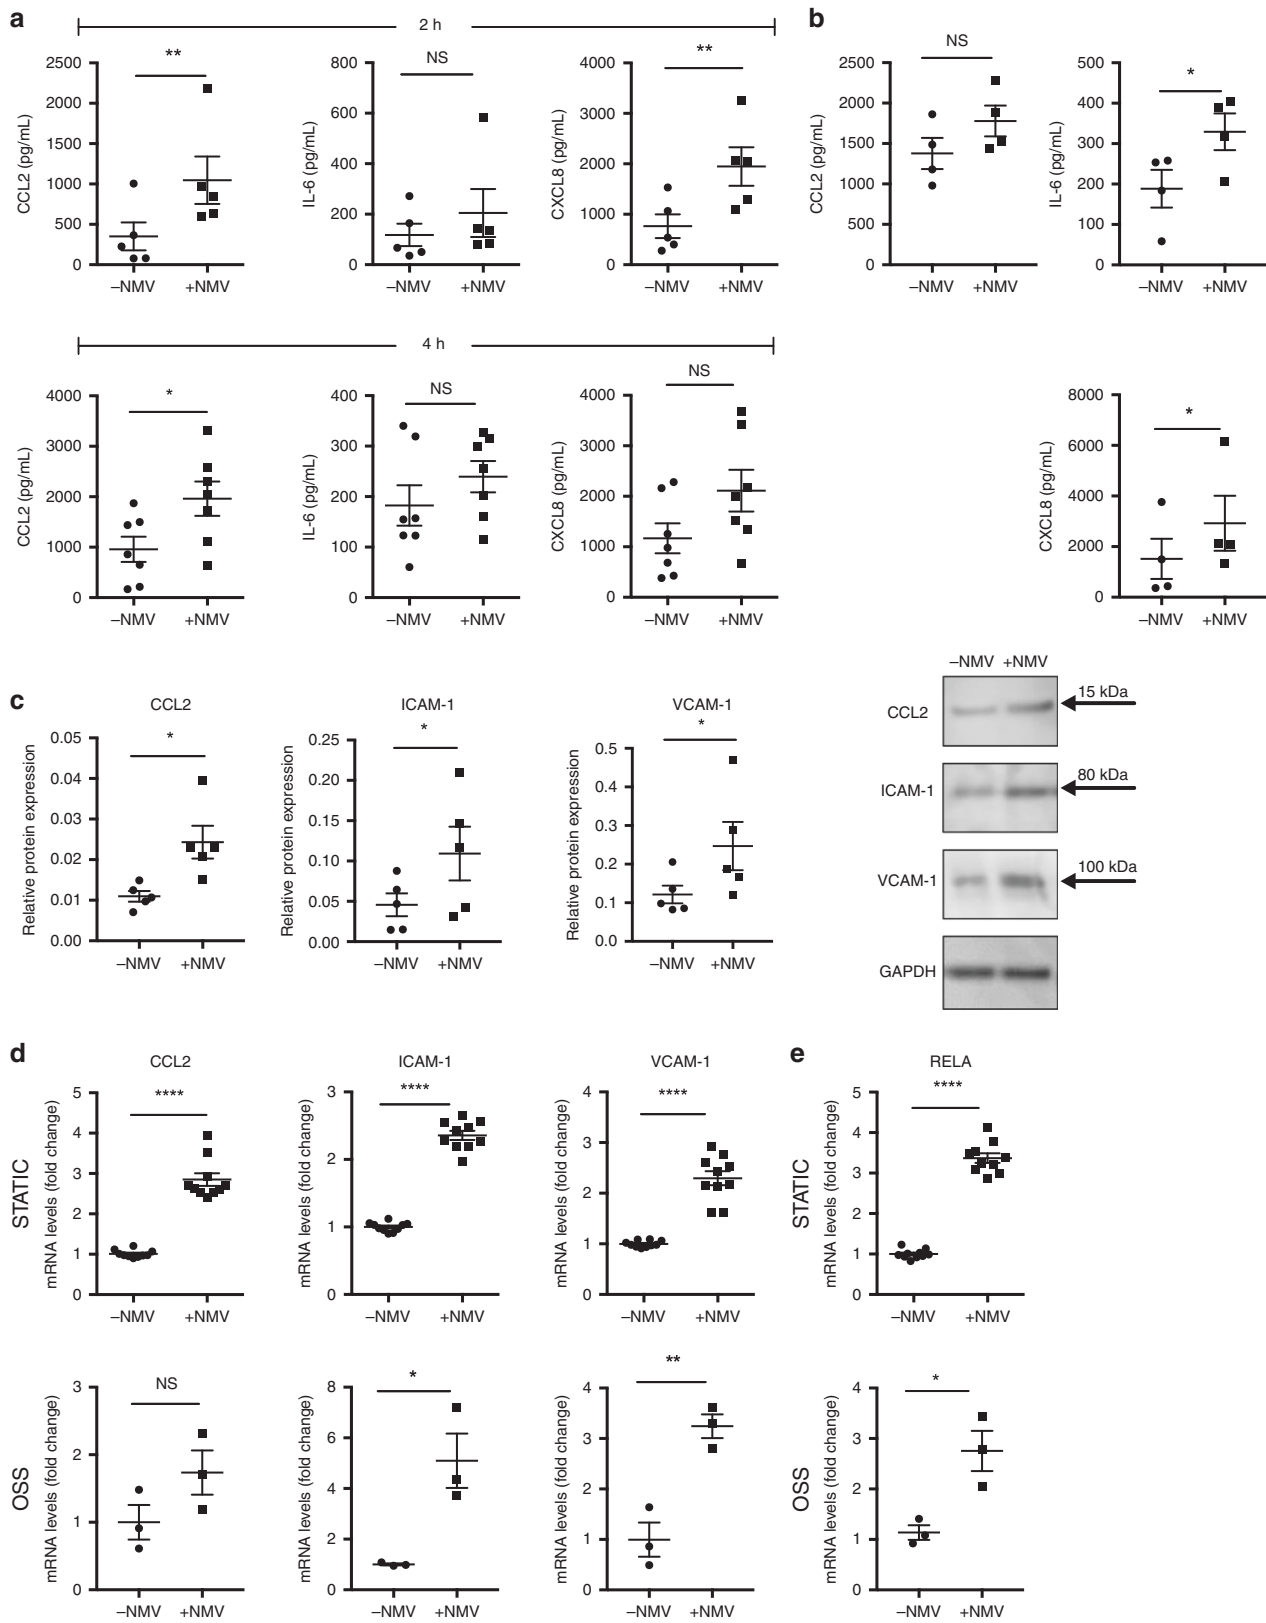 a
b
2 h
**
NS
**
NS
*
2500
2000
1500
1000
500
0
CCL2 (pg/mL)
–NMV +NMV
800
600
400
200
0
IL-6 (pg/mL)
–NMV +NMV
4000
3000
2000
1000
0
CXCL8 (pg/mL)
–NMV +NMV
2500
2000
1500
1000
500
0
CCL2 (pg/mL)
–NMV +NMV
500
400
300
200
100
0
IL-6 (pg/mL)
–NMV +NMV
4 h
*
NS
NS
*
4000
3000
2000
1000
0
CCL2 (pg/mL)
–NMV +NMV
400
300
200
100
0
IL-6 (pg/mL)
–NMV +NMV
4000
3000
2000
1000
0
CXCL8 (pg/mL)
–NMV +NMV
8000
6000
4000
2000
0
CXCL8 (pg/mL)
–NMV +NMV
c
CCL2
*
0.05
0.04
0.03
0.02
0.01
0.00
Relative protein expression
–NMV +NMV
ICAM-1
*
0.25
0.20
0.15
0.10
0.05
0.00
Relative protein expression
–NMV +NMV
VCAM-1
*
0.5
0.4
0.3
0.2
0.1
0.0
Relative protein expression
–NMV +NMV
–NMV +NMV
CCL2
15 kDa
ICAM-1
80 kDa
VCAM-1
100 kDa
GAPDH
d
STATIC
CCL2
****
5
4
3
2
1
0
mRNA levels (fold change)
–NMV +NMV
ICAM-1
****
3
2
1
0
mRNA levels (fold change)
–NMV +NMV
VCAM-1
****
4
3
2
1
0
mRNA levels (fold change)
–NMV +NMV
e
STATIC
RELA
****
5
4
3
2
1
0
mRNA levels (fold change)
–NMV +NMV
OSS
NS
3
2
1
0
mRNA levels (fold change)
–NMV +NMV
*
8
6
4
2
0
mRNA levels (fold change)
–NMV +NMV
**
4
3
2
1
0
mRNA levels (fold change)
–NMV +NMV
OSS
*
4
3
2
1
0
mRNA levels (fold change)
–NMV +NMV